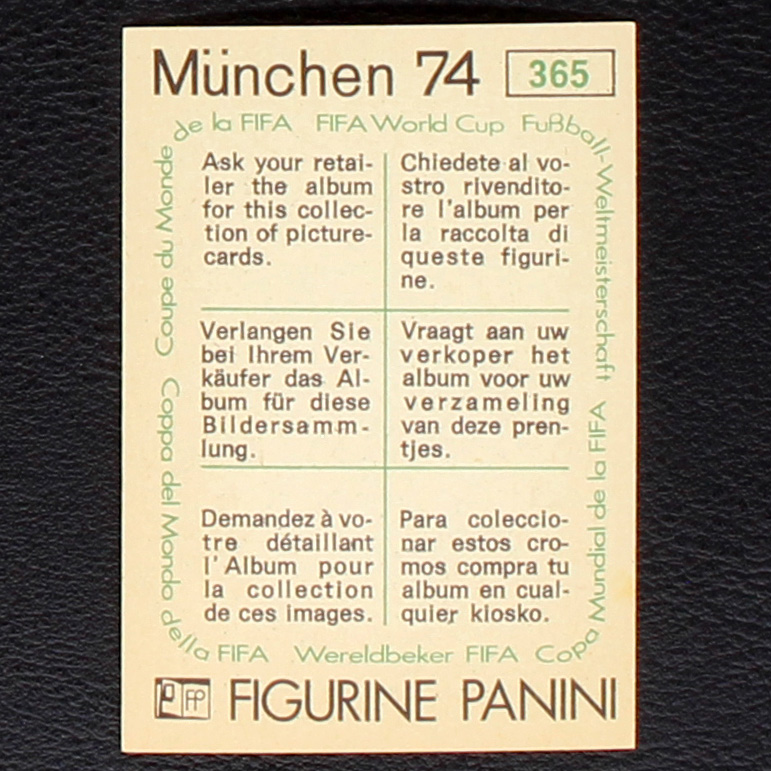 München 74
365
de la FIFA FIFA World Cup Fußball-Weltmeisterschaft
Ask your retai-
ler the album
for this collec-
tion of picture-
cards.
Chiedete al vo-
stro rivendito-
re l'album per
la raccolta di
queste figuri-
ne.
Verlangen Sie
bei Ihrem Ver-
käufer das Al-
bum für diese
Bildersamm-
lung.
Vraagt aan uw
verkoper het
album voor uw
verzameling
van deze pren-
tjes.
Demandez à vo-
tre détaillant
l'Album pour
la collection
de ces images.
Para coleccio-
nar estos cro-
mos compra tu
album en cual-
quier kiosko.
Copa Mundial de la FIFA
Wereldbeker FIFA
Coppa del Mondo della FIFA
Coupe du Monde
FP FIGURINE PANINI